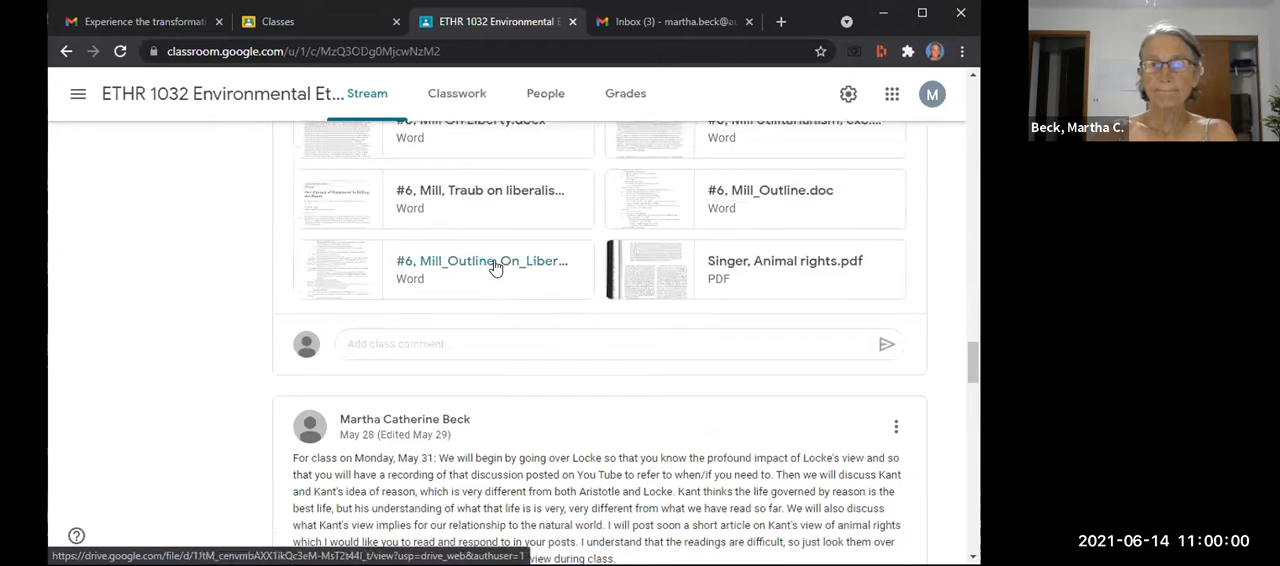 Experience the transformati
Classes
ETHR 1032 Environmental E
Inbox (3) - martha.beck@au
classroom.google.com/u/1/c/MzQ3ODg0MjcwNzM2
ETHR 1032 Environmental Et...
Stream
Classwork
People
Grades
M
#6, Mill On Liberty.docx
Word
#6, Mill Utilitarianism, exc....
Word
#6, Mill, Traub on liberalis...
Word
#6, Mill_Outline.doc
Word
#6, Mill_Outline_On_Liber...
Word
Singer, Animal rights.pdf
PDF
Add class comment...
Martha Catherine Beck
May 28 (Edited May 29)
For class on Monday, May 31: We will begin by going over Locke so that you know the profound impact of Locke's view and so
that you will have a recording of that discussion posted on You Tube to refer to when/if you need to. Then we will discuss Kant
and Kant's idea of reason, which is very different from both Aristotle and Locke. Kant thinks the life governed by reason is the
best life, but his understanding of what that life is is very, very different from what we have read so far. We will also discuss
what Kant's view implies for our relationship to the natural world. I will post soon a short article on Kant's view of animal rights
which I would like you to read and respond to in your posts. I understand that the readings are difficult, so just look them over
view during class.
Beck, Martha C.
2021-06-14 11:00:00